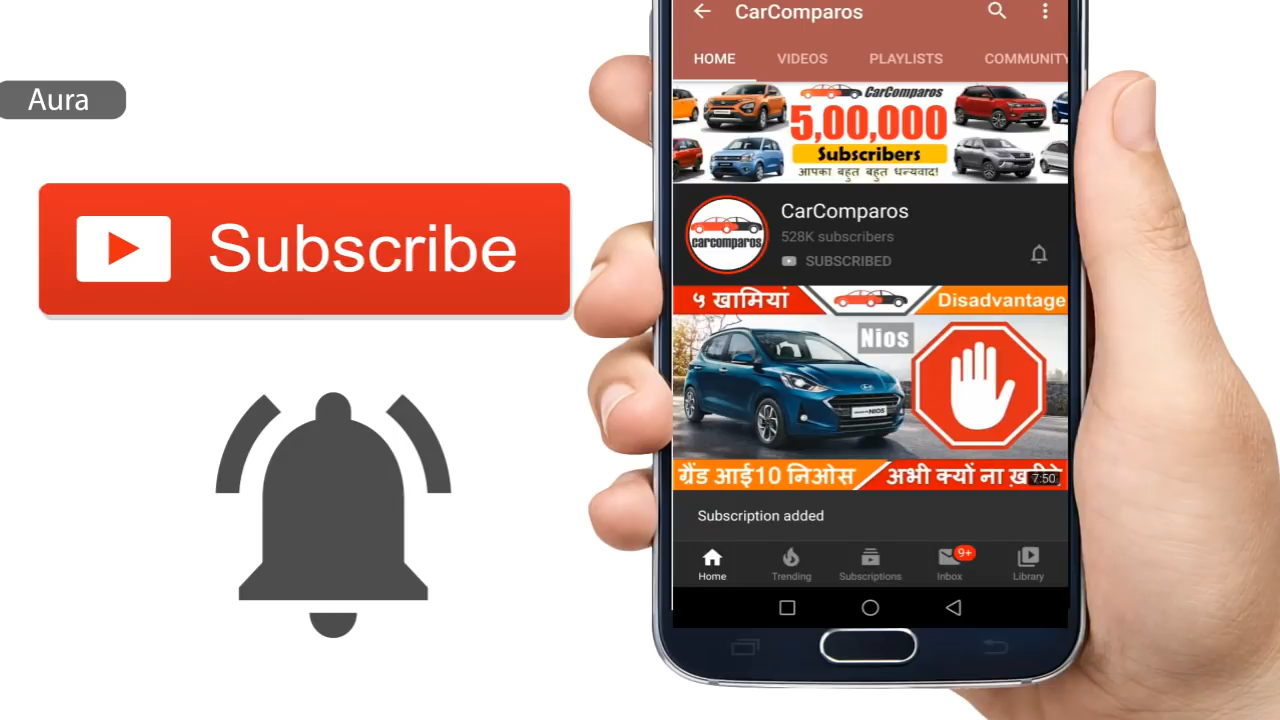 Aura
Subscribe
CarComparos
HOME VIDEOS PLAYLISTS COMMUNITY
CarComparos
5,00,000
Subscribers
आपका बहुत बहुत धन्यवाद!
carcomparos
CarComparos
528K subscribers
SUBSCRIBED
५ खामियां
Disadvantage
Nios
NIOS
ग्रैंड आई10 निओस
अभी क्यों ना
7:50
Subscription added
9+
Home Trending Subscriptions Inbox Library